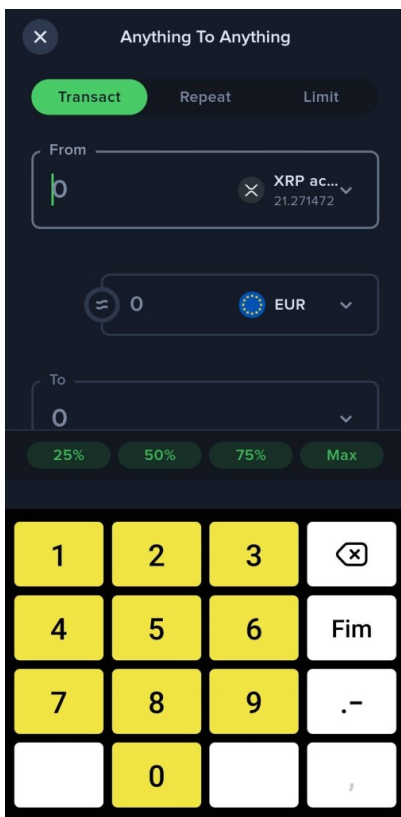 Anything To Anything
Transact Repeat Limit
From
0 XRP ac...
21.271472
≈ 0 EUR
To
0
25% 50% 75% Max
1 2 3
4 5 6 Fim
7 8 9 .-
0 ,